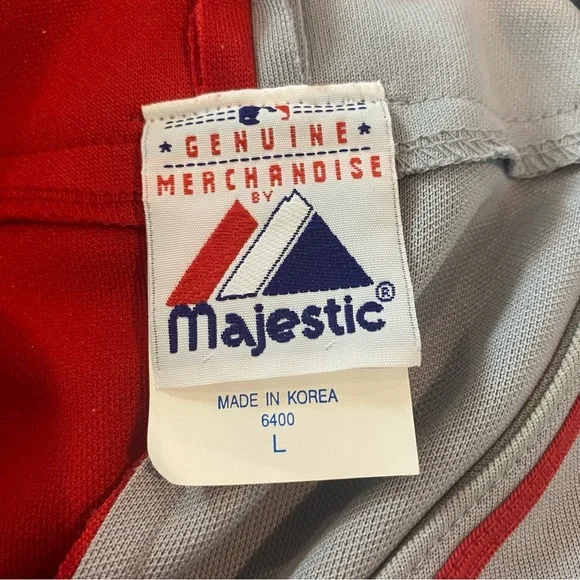 GENUINE
MERCHANDISE
BY
Majestic®
MADE IN KOREA
6400
L